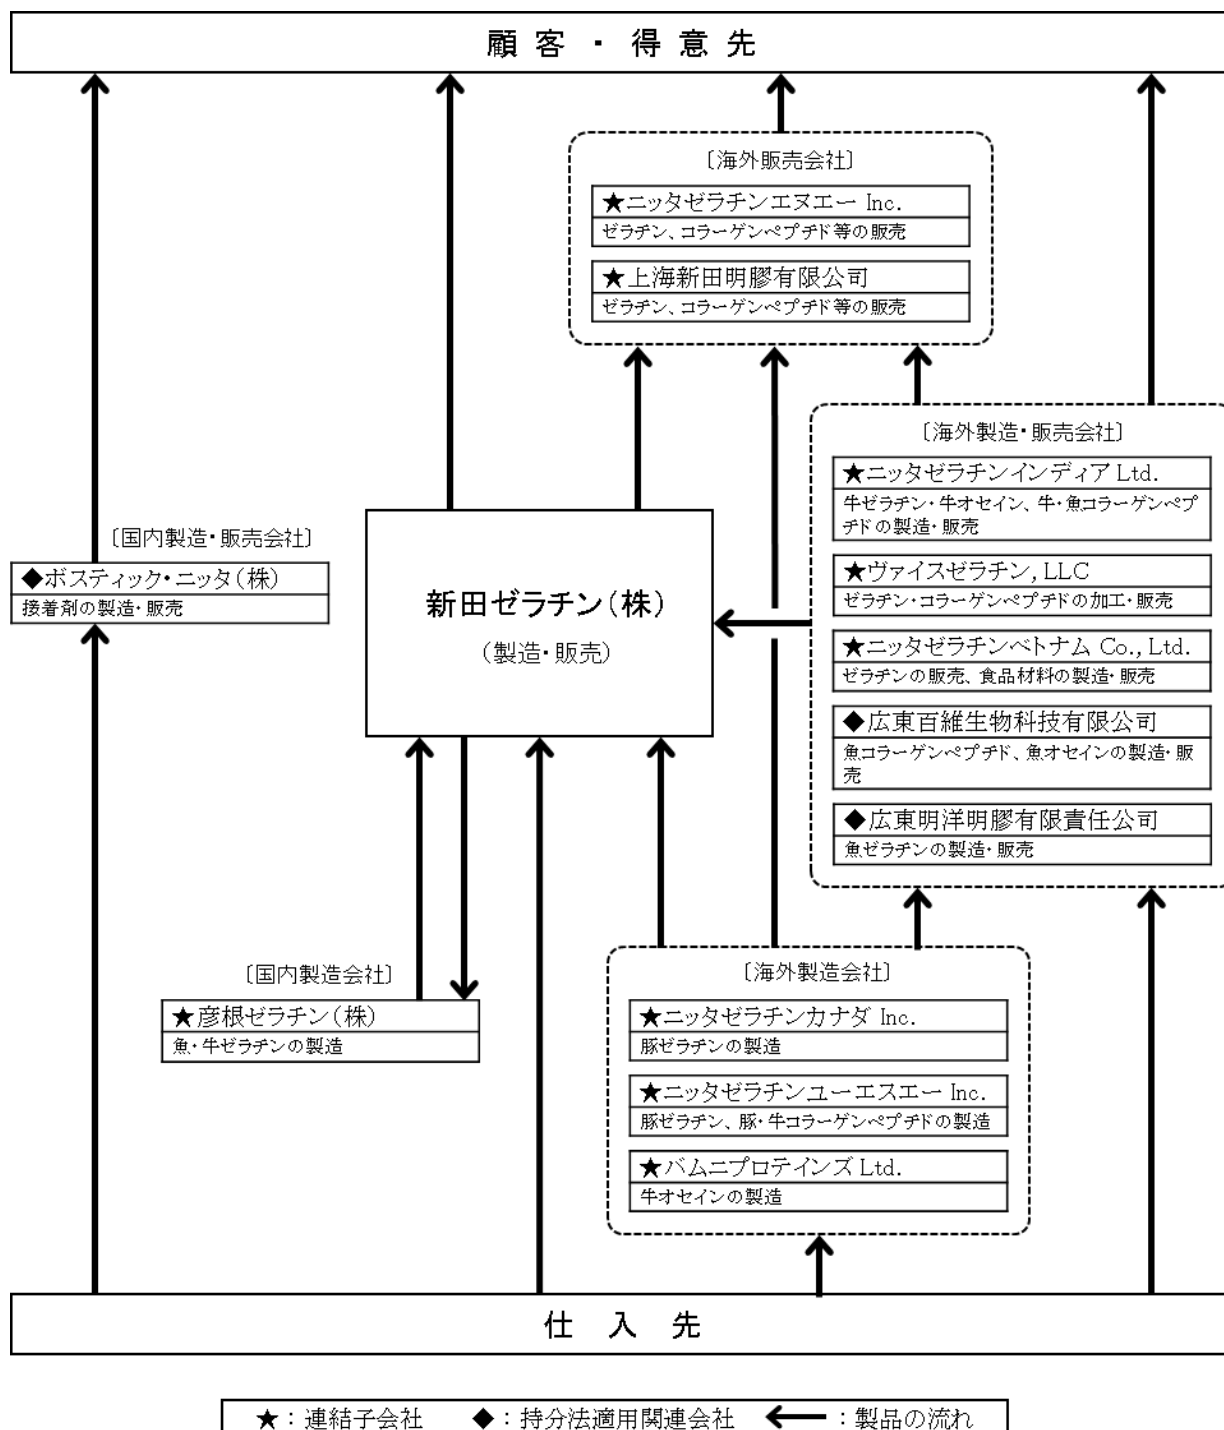 顧客・得意先
〔海外販売会社〕
★ニッタゼラチンエヌエー Inc.
ゼラチン、コラーゲンペプチド等の販売
★上海新田明膠有限公司
ゼラチン、コラーゲンペプチド等の販売
〔海外製造・販売会社〕
★ニッタゼラチンインディア Ltd.
牛ゼラチン・牛オセイン、牛・魚コラーゲンペプ
チドの製造・販売
★ヴァイスゼラチン, LLC
ゼラチン・コラーゲンペプチドの加工・販売
★ニッタゼラチンベトナム Co., Ltd.
ゼラチンの販売、食品材料の製造・販売
◆広東百維生物科技有限公司
魚コラーゲンペプチド、魚オセインの製造・販
売
◆広東明洋明膠有限責任公司
魚ゼラチンの製造・販売
〔国内製造・販売会社〕
◆ボスティック・ニッタ(株)
接着剤の製造・販売
新田ゼラチン(株)
(製造・販売)
〔国内製造会社〕
★彦根ゼラチン(株)
魚・牛ゼラチンの製造
〔海外製造会社〕
★ニッタゼラチンカナダ Inc.
豚ゼラチンの製造
★ニッタゼラチンユーエスエー Inc.
豚ゼラチン、豚・牛コラーゲンペプチドの製造
★バムニプロテインズ Ltd.
牛オセインの製造
仕入先
★：連結子会社 ◆：持分法適用関連会社 ←：製品の流れ